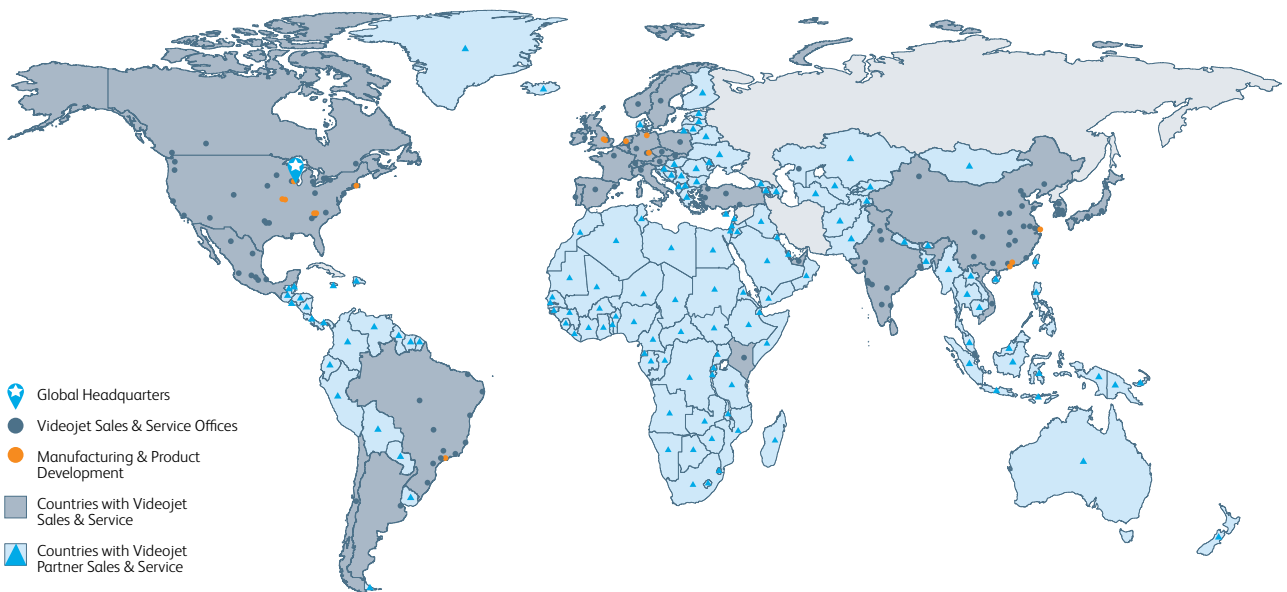 Global Headquarters
Videojet Sales & Service Offices
Manufacturing & Product
Development
Countries with Videojet
Sales & Service
Countries with Videojet
Partner Sales & Service